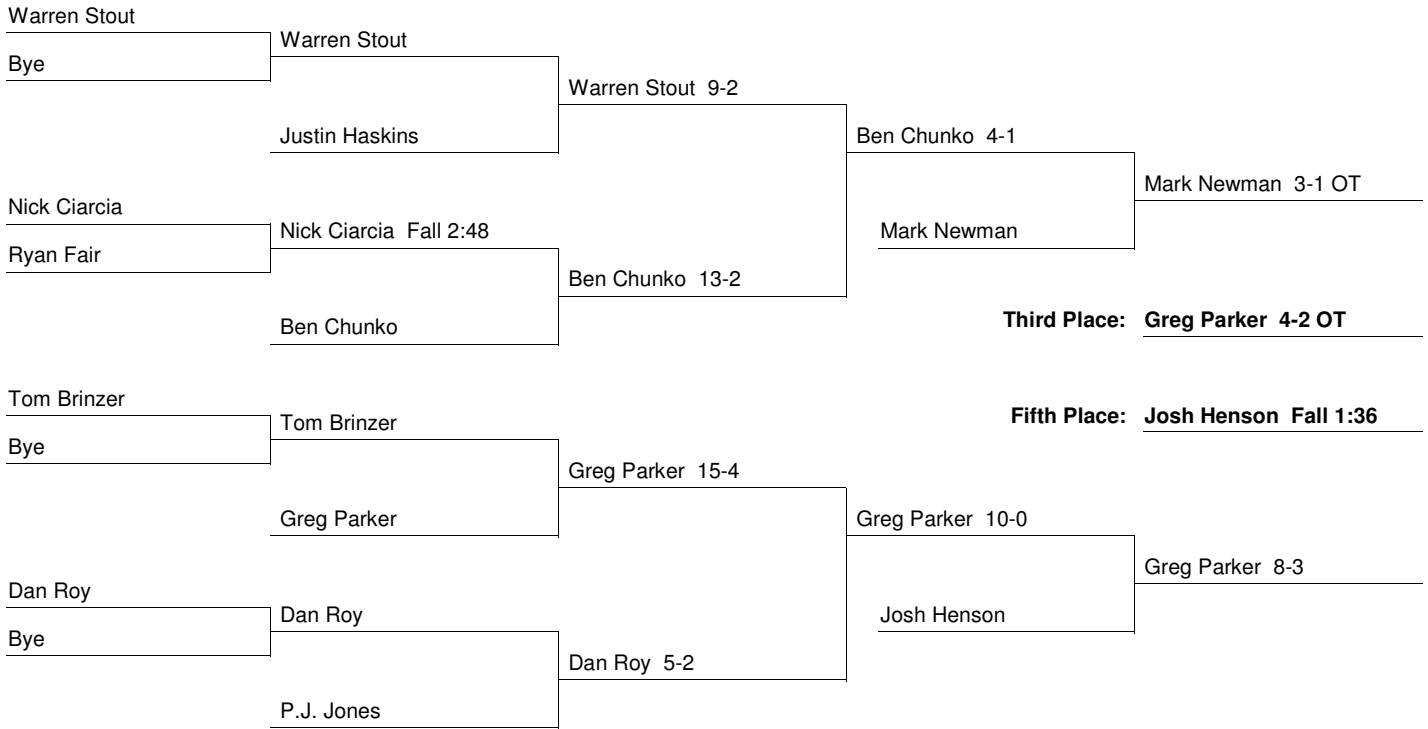 Warren Stout
Bye
Warren Stout
Justin Haskins
Warren Stout 9-2
Nick Ciarcia
Ryan Fair
Nick Ciarcia Fall 2:48
Ben Chunko
Ben Chunko 13-2
Ben Chunko 4-1
Mark Newman
Mark Newman 3-1 OT
Third Place: Greg Parker 4-2 OT
Fifth Place: Josh Henson Fall 1:36
Tom Brinzer
Bye
Tom Brinzer
Greg Parker
Greg Parker 15-4
Dan Roy
Bye
Dan Roy
P.J. Jones
Dan Roy 5-2
Greg Parker 10-0
Josh Henson
Greg Parker 8-3